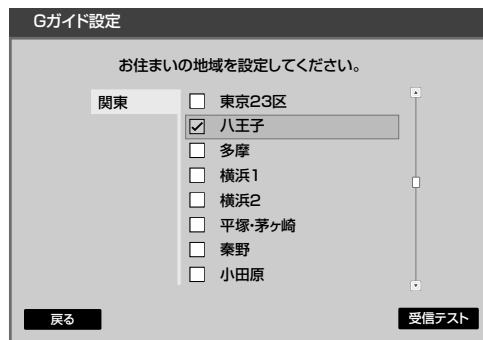 Gガイド設定
お住まいの地域を設定してください。
関東
東京23区
八王子
多摩
横浜1
横浜2
平塚・茅ヶ崎
秦野
小田原
戻る
受信テスト